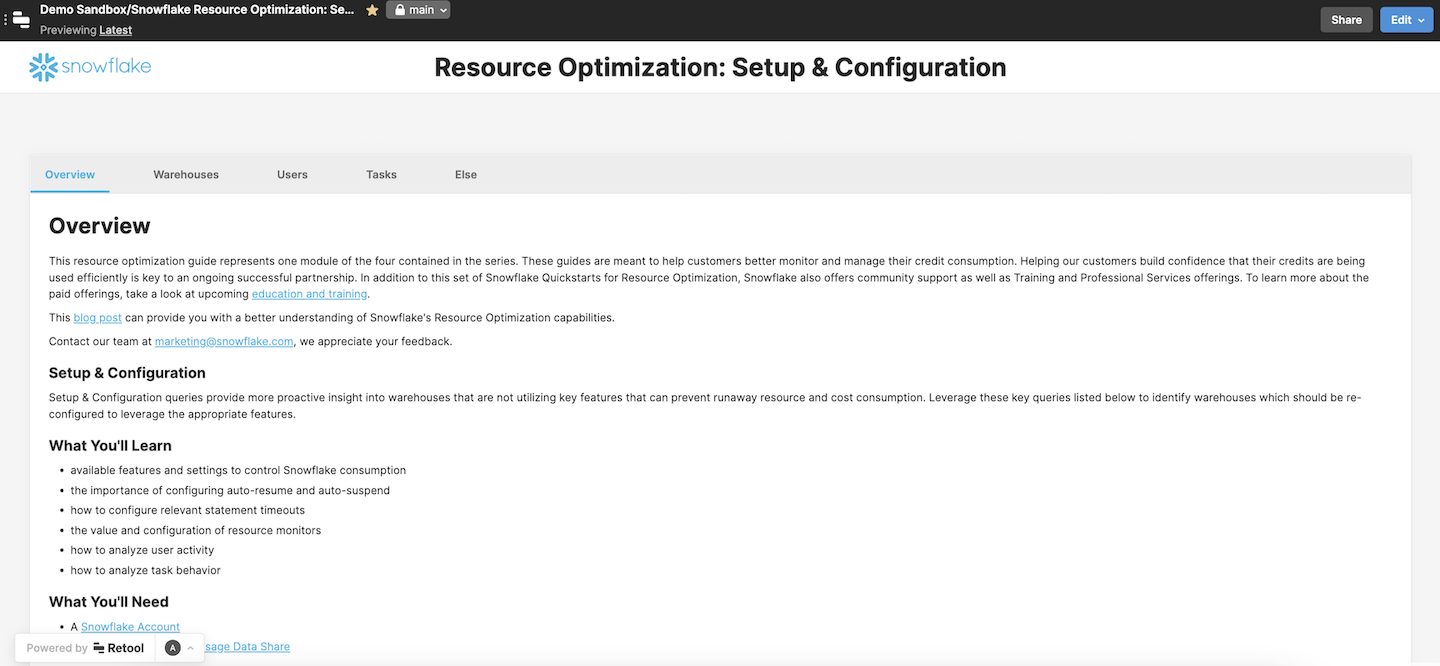 Demo Sandbox/Snowflake Resource Optimization: Se...
main
Previewing Latest
Share
Edit
snowflake
Resource Optimization: Setup & Configuration
Overview
Warehouses
Users
Tasks
Else
Overview
This resource optimization guide represents one module of the four contained in the series. These guides are meant to help customers better monitor and manage their credit consumption. Helping our customers build confidence that their credits are being
used efficiently is key to an ongoing successful partnership. In addition to this set of Snowflake Quickstarts for Resource Optimization, Snowflake also offers community support as well as Training and Professional Services offerings. To learn more about the
paid offerings, take a look at upcoming education and training.
This blog post can provide you with a better understanding of Snowflake's Resource Optimization capabilities.
Contact our team at marketing@snowflake.com, we appreciate your feedback.
Setup & Configuration
Setup & Configuration queries provide more proactive insight into warehouses that are not utilizing key features that can prevent runaway resource and cost consumption. Leverage these key queries listed below to identify warehouses which should be re-
configured to leverage the appropriate features.
What You'll Learn
• available features and settings to control Snowflake consumption
• the importance of configuring auto-resume and auto-suspend
• how to configure relevant statement timeouts
• the value and configuration of resource monitors
• how to analyze user activity
• how to analyze task behavior
What You'll Need
• A Snowflake Account
sage Data Share
Powered by Retool
A